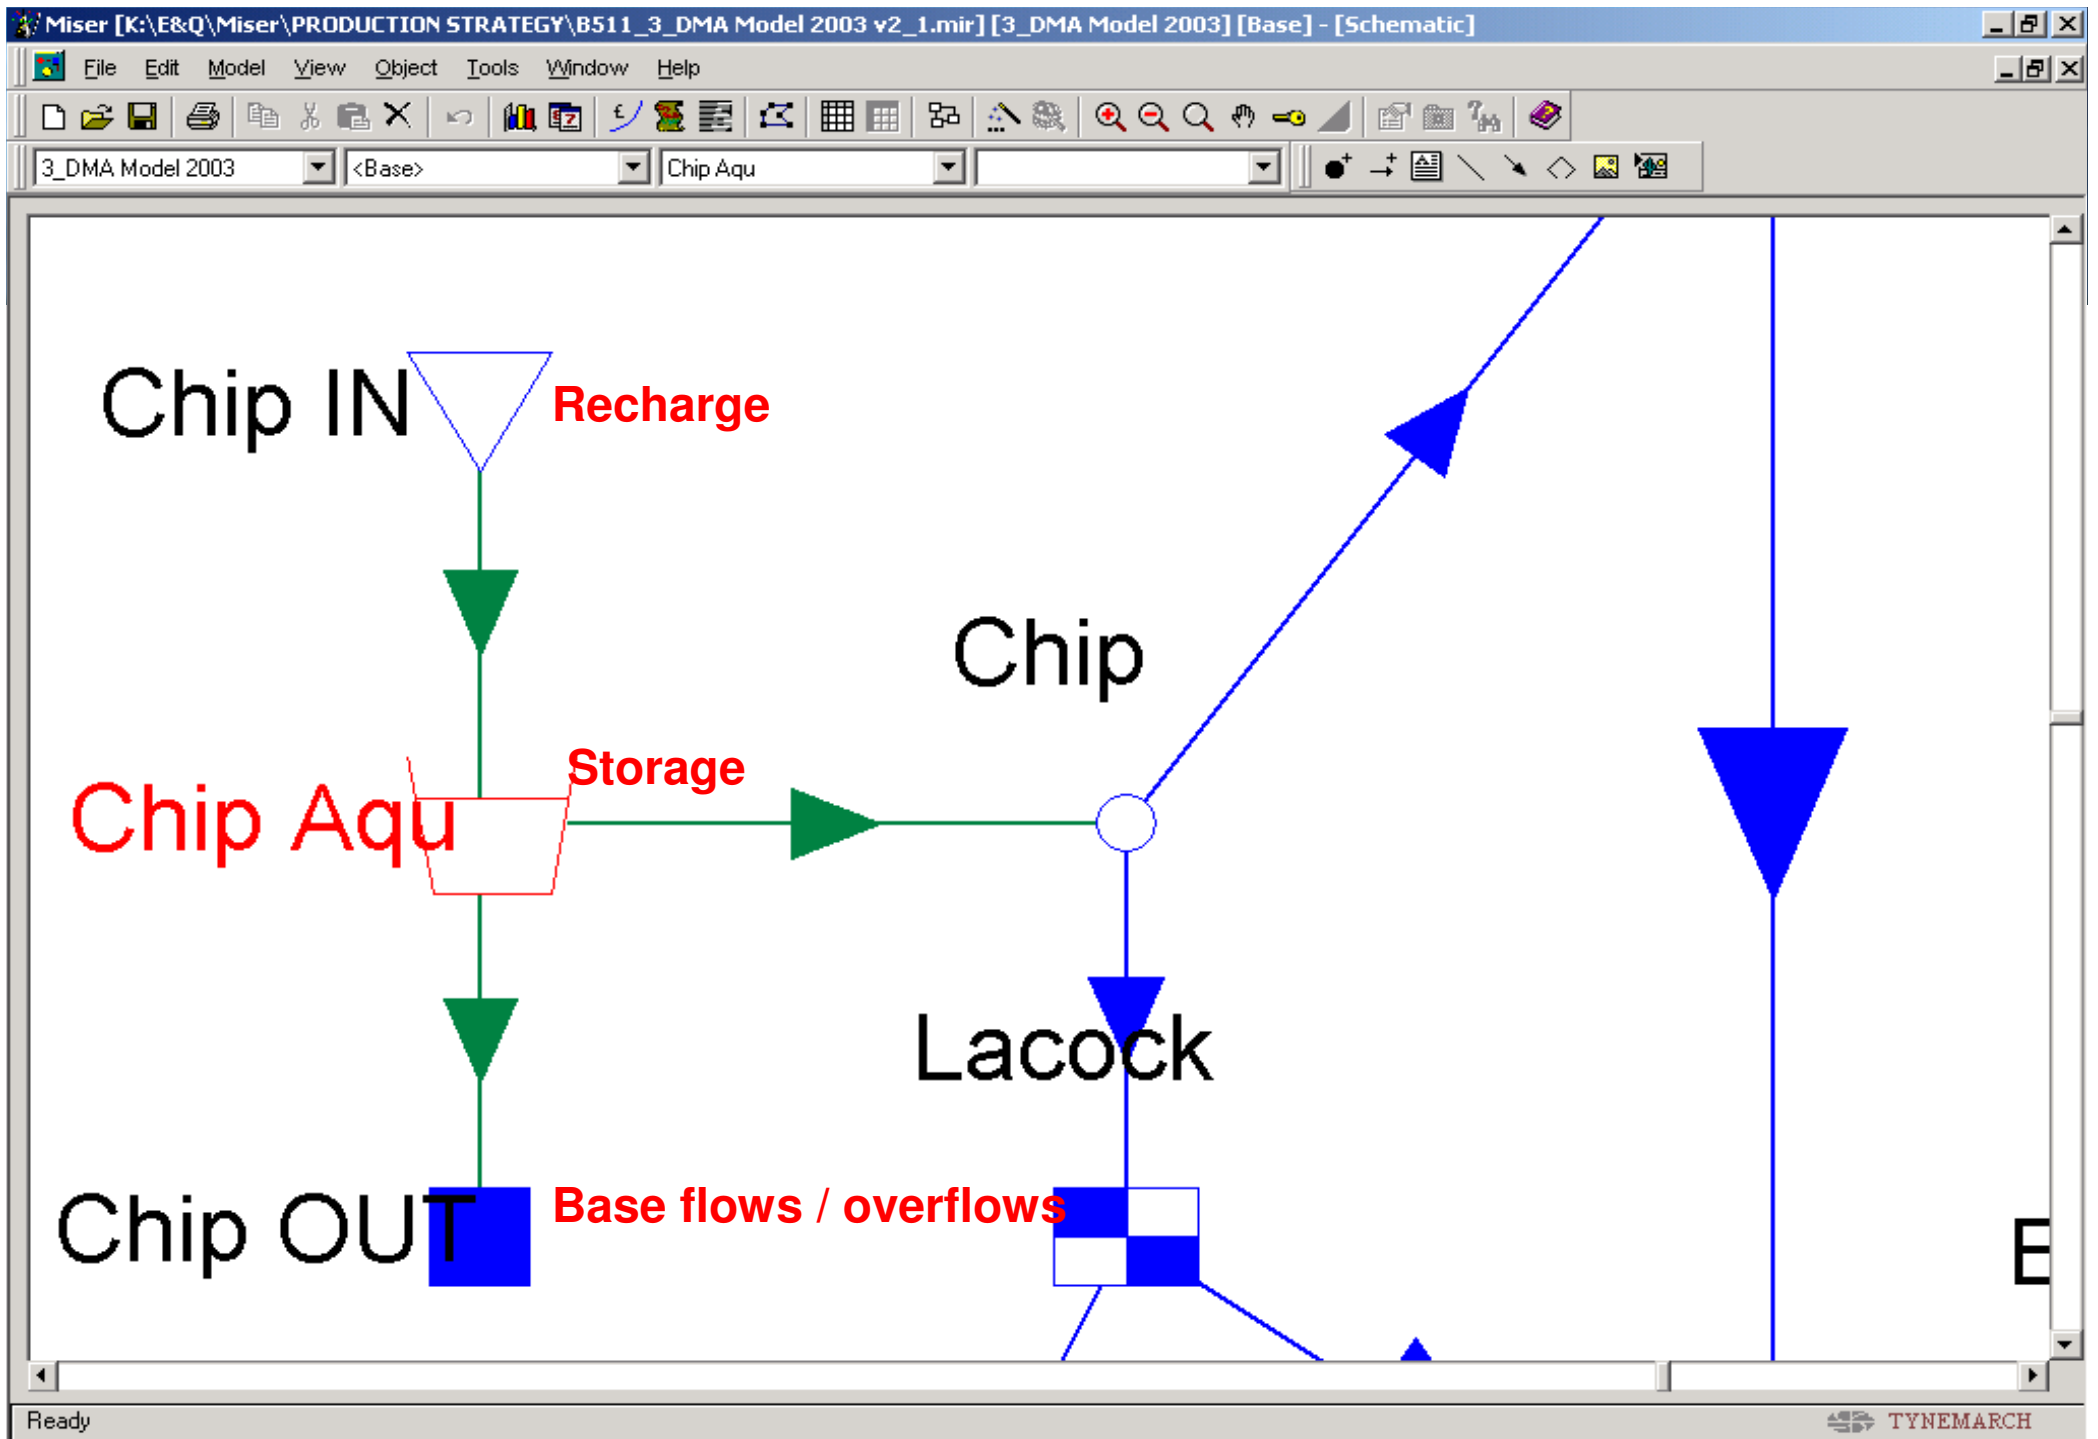 Miser [K:\E&Q\Miser\PRODUCTION STRATEGY\B511_3_DMA Model 2003 v2_1.mir] [3_DMA Model 2003] [Base] - [Schematic]
File Edit Model View Object Tools Window Help
3_DMA Model 2003 <Base> Chip Aqu
Chip IN Recharge
Chip
Storage
Chip Aqu
Lacock
Chip OUT Base flows / overflows
E
Ready TYNEMARCH